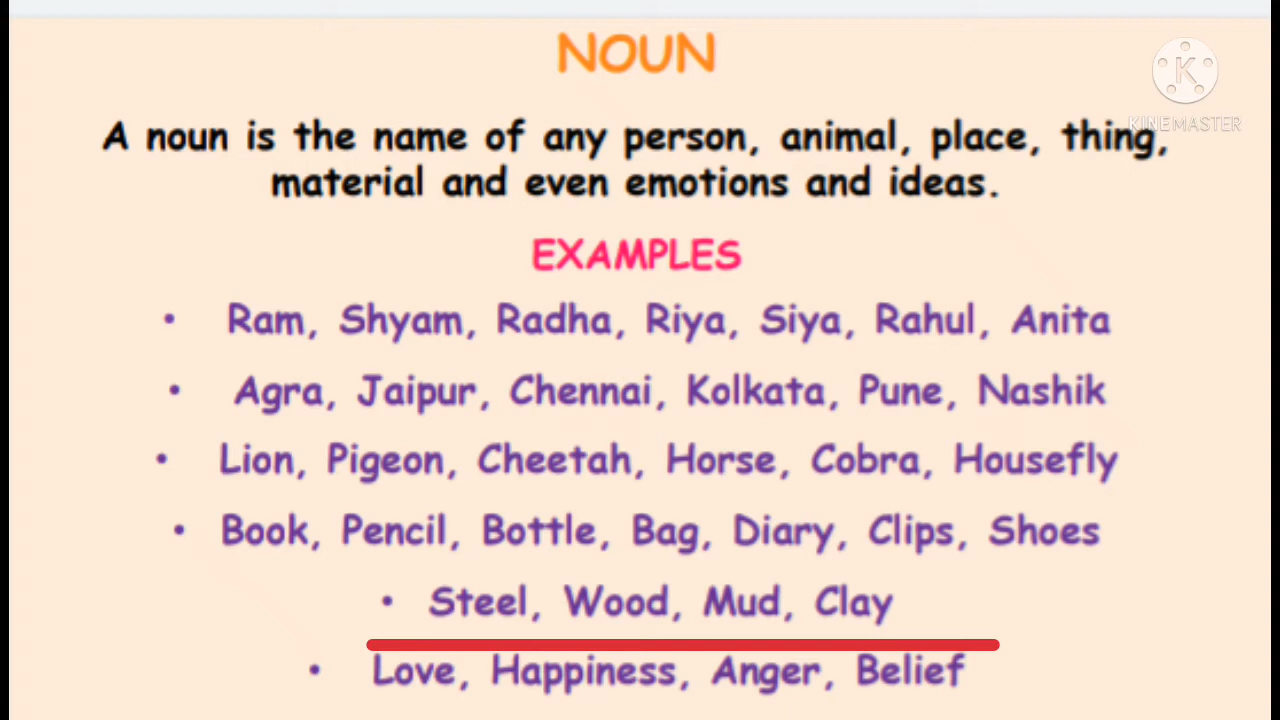 NOUN
K
KINEMASTER
A noun is the name of any person, animal, place, thing,
material and even emotions and ideas.
EXAMPLES
• Ram, Shyam, Radha, Riya, Siya, Rahul, Anita
• Agra, Jaipur, Chennai, Kolkata, Pune, Nashik
• Lion, Pigeon, Cheetah, Horse, Cobra, Housefly
• Book, Pencil, Bottle, Bag, Diary, Clips, Shoes
• Steel, Wood, Mud, Clay
• Love, Happiness, Anger, Belief